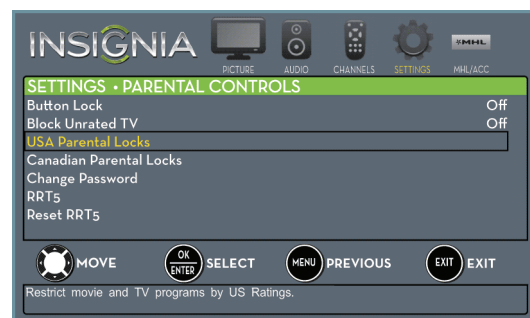 INSIGNIA
PICTURE AUDIO CHANNELS SETTINGS MHL MHL/ACC
SETTINGS • PARENTAL CONTROLS
Button Lock Off
Block Unrated TV Off
USA Parental Locks
Canadian Parental Locks
Change Password
RRT5
Reset RRT5
MOVE OK ENTER SELECT MENU PREVIOUS EXIT EXIT
Restrict movie and TV programs by US Ratings.